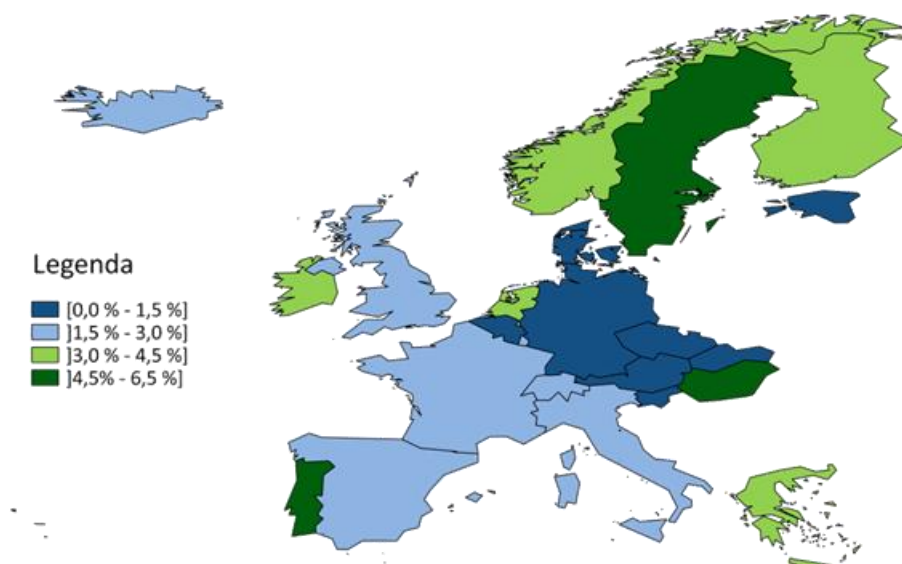 Legenda
[0,0 % - 1,5 %]
]1,5 % - 3,0 %]
]3,0 % - 4,5 %]
]4,5% - 6,5 %]